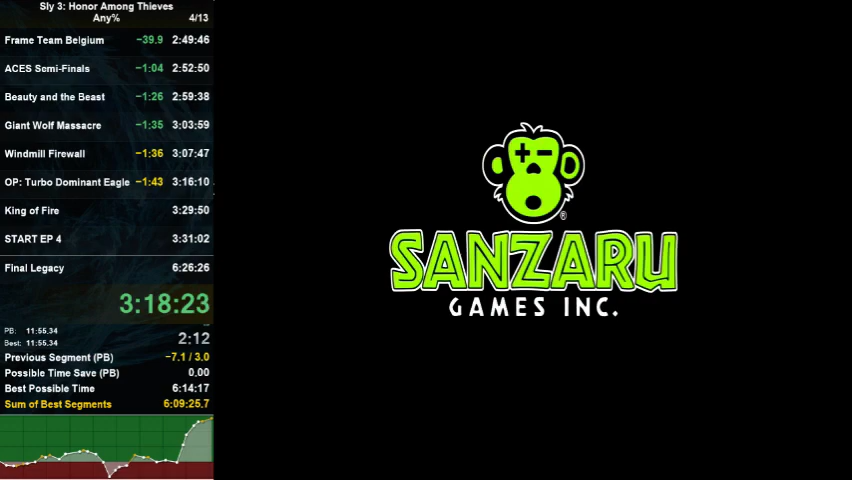 Sly 3: Honor Among Thieves
Any% 4/13
Frame Team Belgium −39.9 2:49:46
ACES Semi-Finals −1:04 2:52:50
Beauty and the Beast −1:26 2:59:38
Giant Wolf Massacre −1:35 3:03:59
Windmill Firewall −1:36 3:07:47
OP: Turbo Dominant Eagle −1:43 3:16:10
King of Fire 3:29:50
START EP 4 3:31:02
Final Legacy 6:26:26
3:18:23
PB: 11:55.34
Best: 11:55.34
2:12
Previous Segment (PB) −7.1 / 3.0
Possible Time Save (PB) 0.00
Best Possible Time 6:14:17
Sum of Best Segments 6:09:25.7
SANZARU
®
GAMES INC.